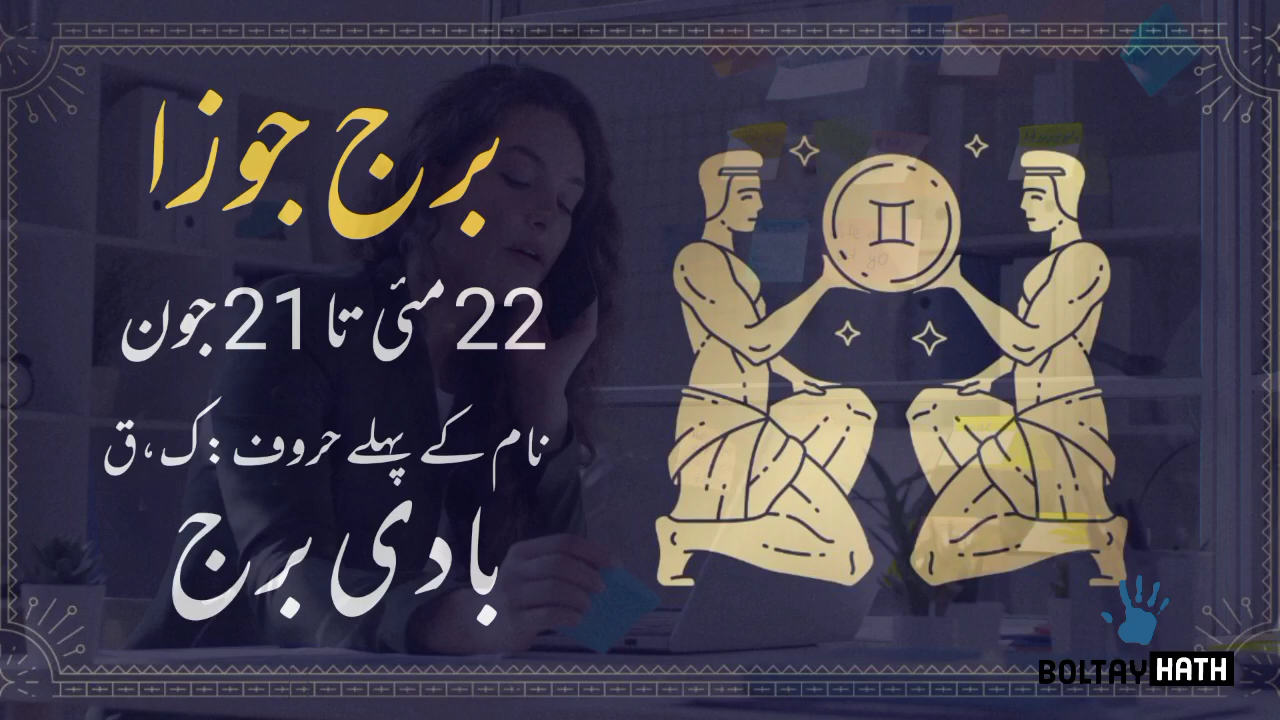 برج جوزا
22 مئی تا 21 جون
نام کے پہلے حروف : ک، ق
بادی برج
BOLTAY HATH